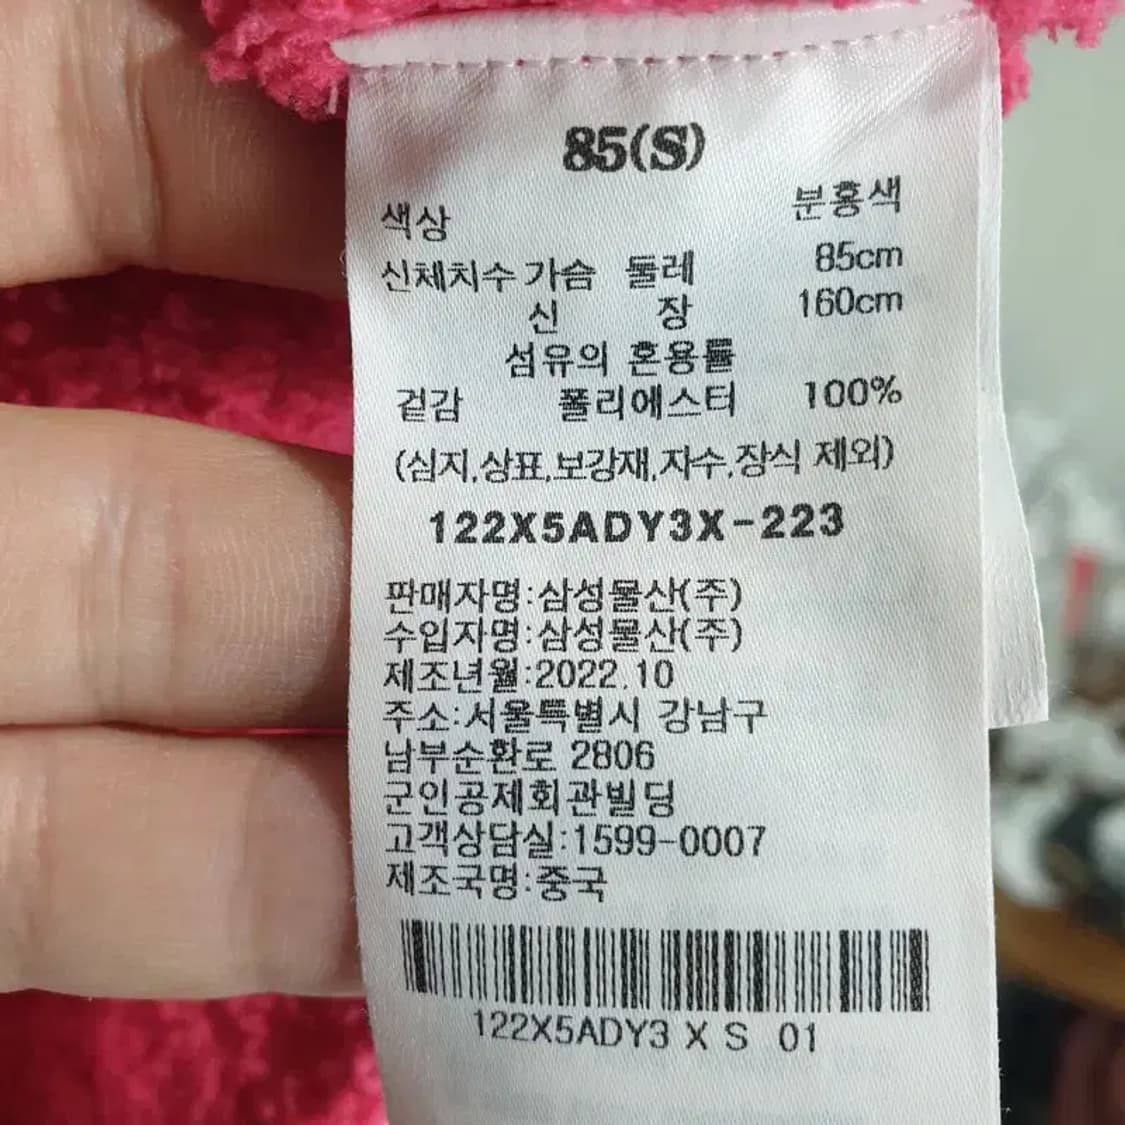 85(S)
색상 분홍색
신체치수 가슴 둘레 85cm
신 장 160cm
섬유의 혼용률
겉감 폴리에스터 100%
(심지,상표,보강재,자수,장식 제외)
122X5ADY3X-223
판매자명:삼성물산(주)
수입자명:삼성물산(주)
제조년월:2022.10
주소:서울특별시 강남구
남부순환로 2806
군인공제회관빌딩
고객상담실:1599-0007
제조국명:중국
122X5ADY3 X S 01